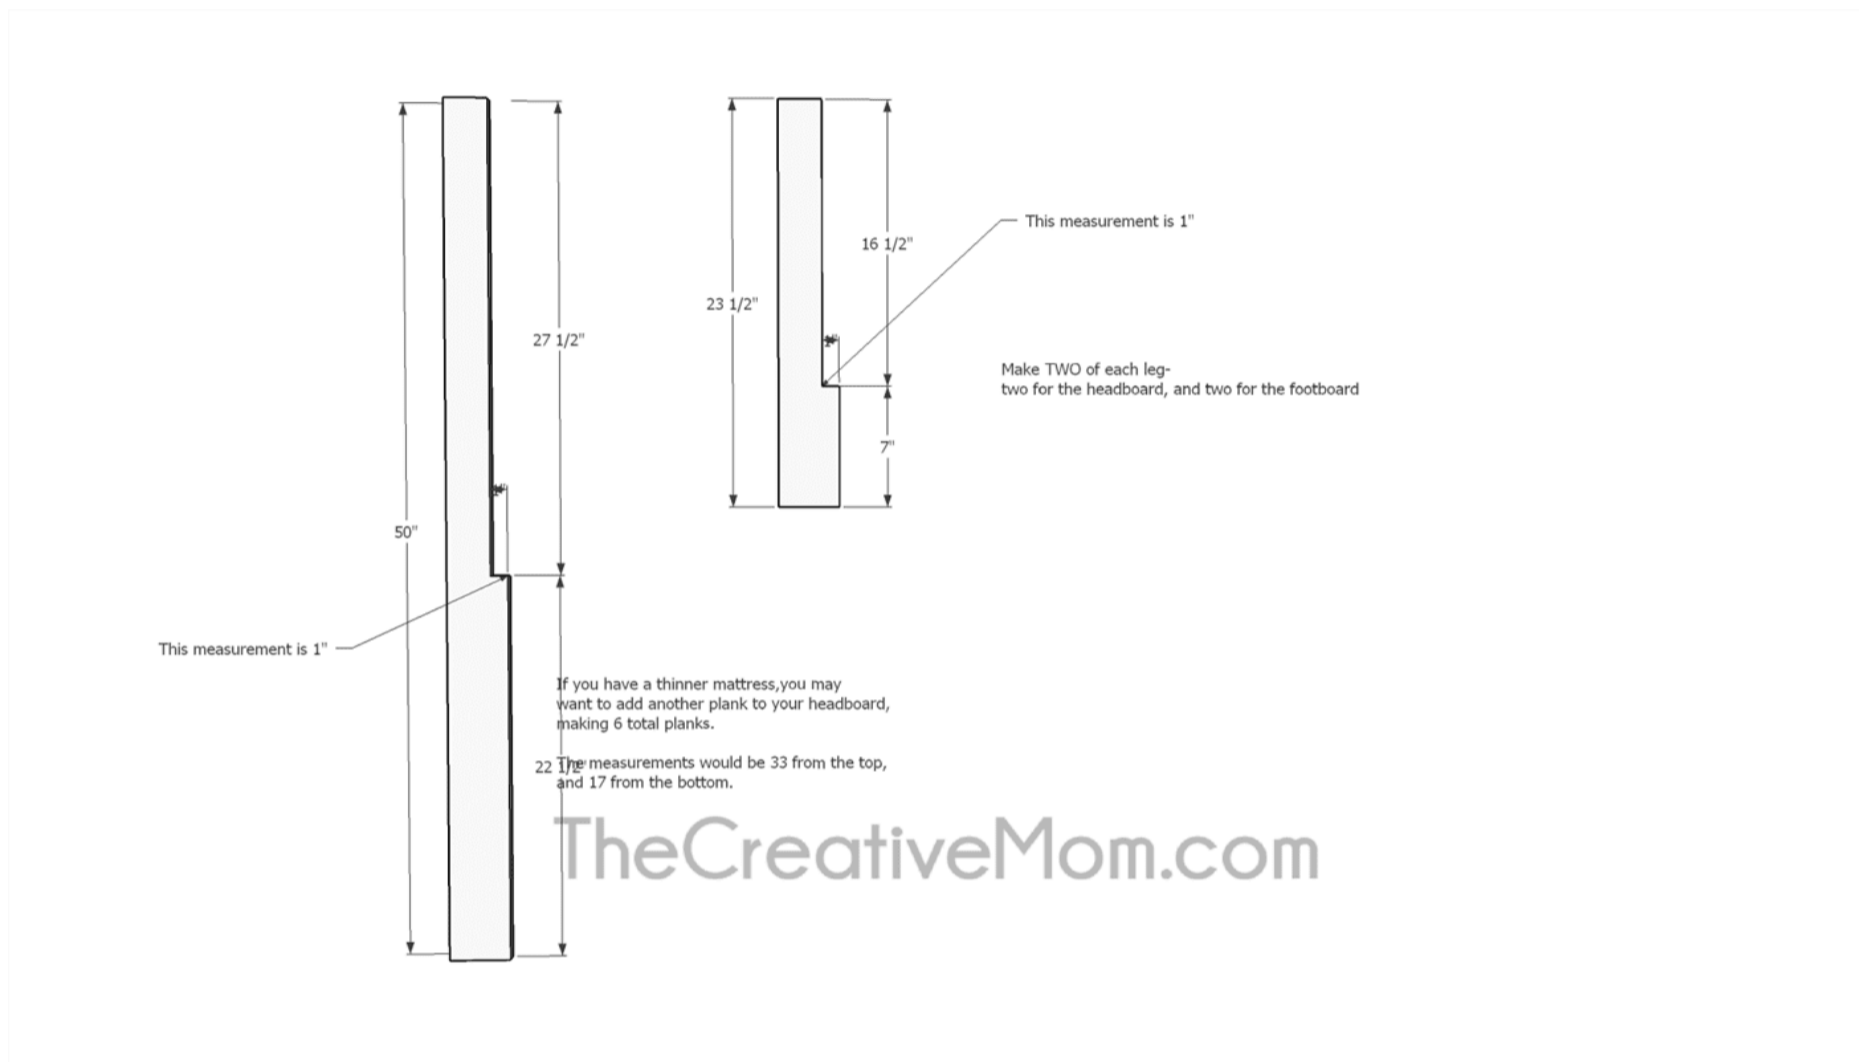 50"
27 1/2"
22 1/2"
This measurement is 1"
23 1/2"
16 1/2"
7"
This measurement is 1"
Make TWO of each leg-
two for the headboard, and two for the footboard
If you have a thinner mattress,you may
want to add another plank to your headboard,
making 6 total planks.
The measurements would be 33 from the top,
and 17 from the bottom.
TheCreativeMom.com